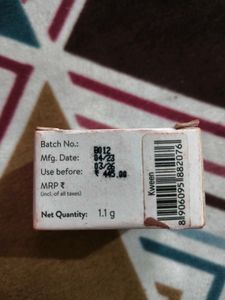 Batch No.: B012
Mfg. Date: 04/23
Use before: 03/26
MRP ₹ ₹ 445.00
(incl. of all taxes)
Net Quantity: 1.1 g
Kween
8906095188207